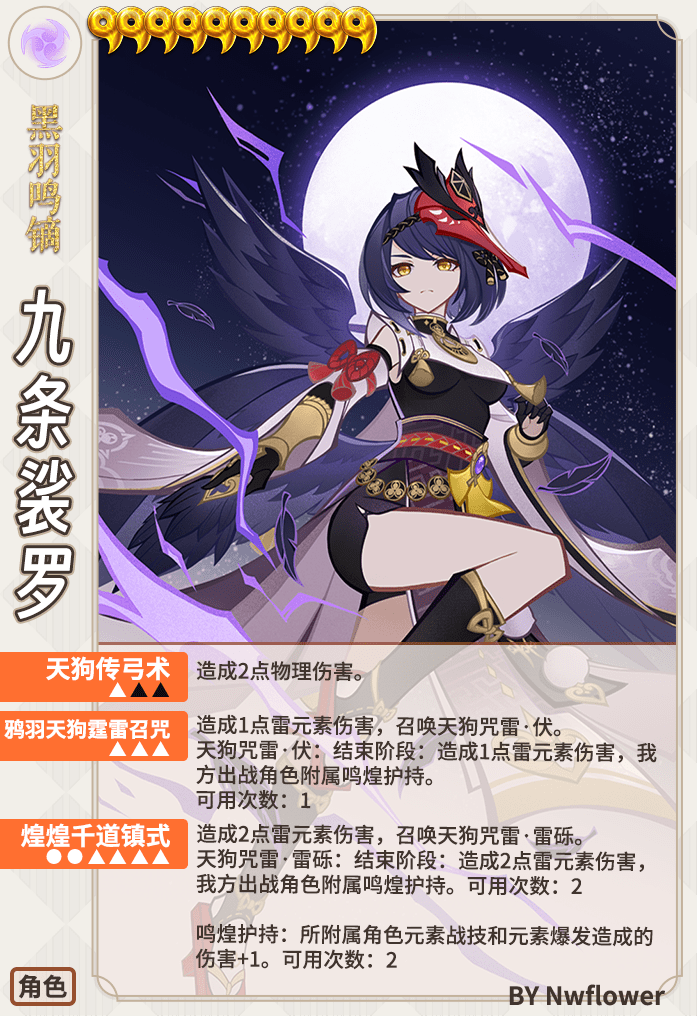 黑羽鸣镝
九条裟罗
天狗传弓术
造成2点物理伤害。
鸦羽天狗霆雷召咒
造成1点雷元素伤害，召唤天狗咒雷·伏。
天狗咒雷·伏：结束阶段：造成1点雷元素伤害，我
方出战角色附属鸣煌护持。
可用次数：1
煌煌千道镇式
造成2点雷元素伤害，召唤天狗咒雷·雷砾。
天狗咒雷·雷砾：结束阶段：造成2点雷元素伤害，
我方出战角色附属鸣煌护持。可用次数：2
鸣煌护持：所附属角色元素战技和元素爆发造成的
伤害+1。可用次数：2
角色
BY Nwflower